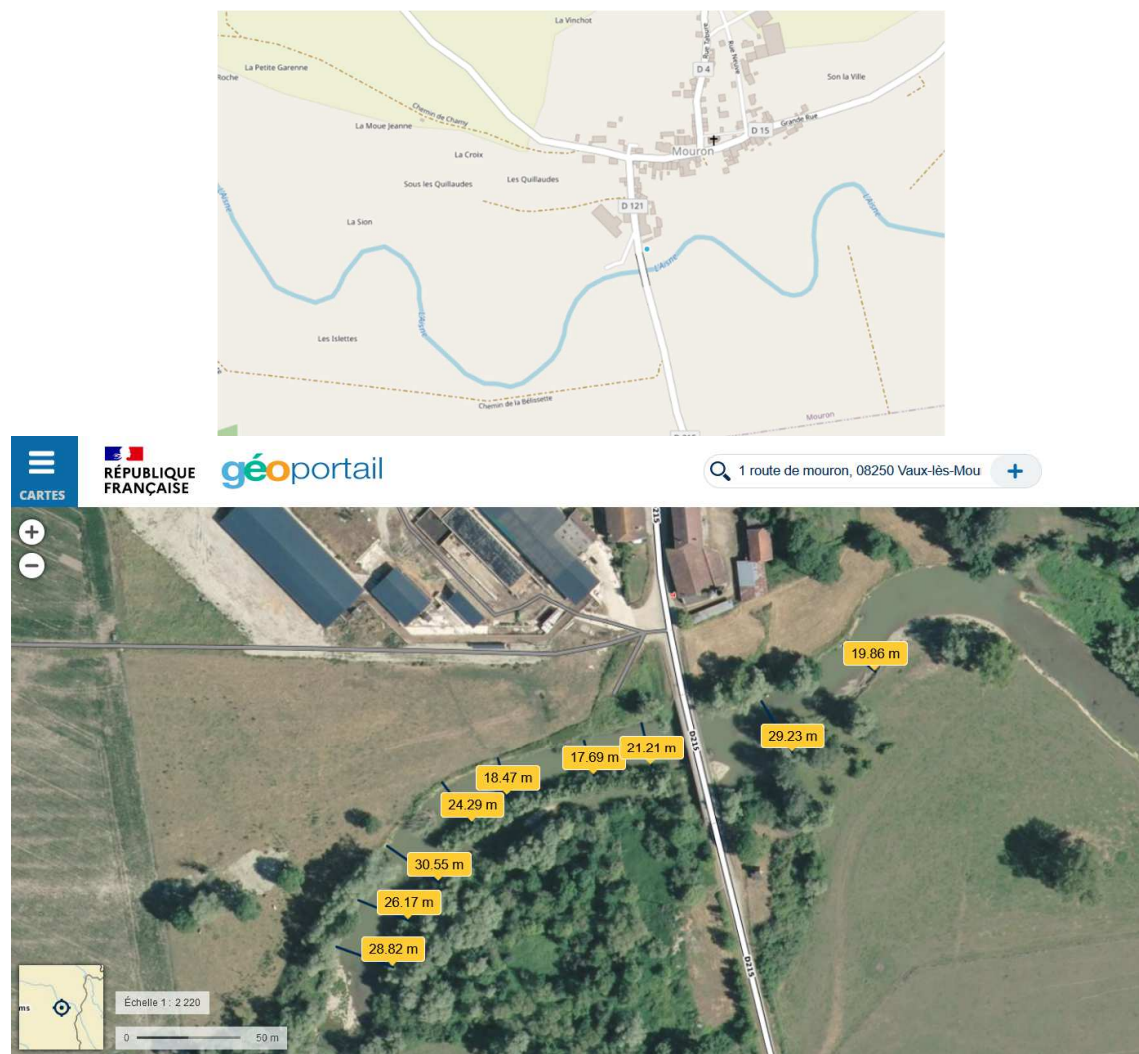 La Vinchot
Rue Neuve
La Petite Garenne
D 4
Roche
Son la Ville
Chemin de Chamy
Grande Rue
La Moue Jeanne
D 15
Mouron
La Croix
Les Quillaudes
Sous les Quillaudes
L'Aisne
L'Aisne
D 121
La Sion
L'Aisne
L'Aisne
Les Islettes
Chemin de la Bélossette
Mouron
CARTES
RÉPUBLIQUE
FRANÇAISE
géoportail
1 route de mouron, 08250 Vaux-lès-Mou
D215
19.86 m
29.23 m
21.21 m
17.69 m
D215
18.47 m
24.29 m
30.55 m
26.17 m
28.82 m
D215
ms
Échelle 1 : 2 220
0 50 m